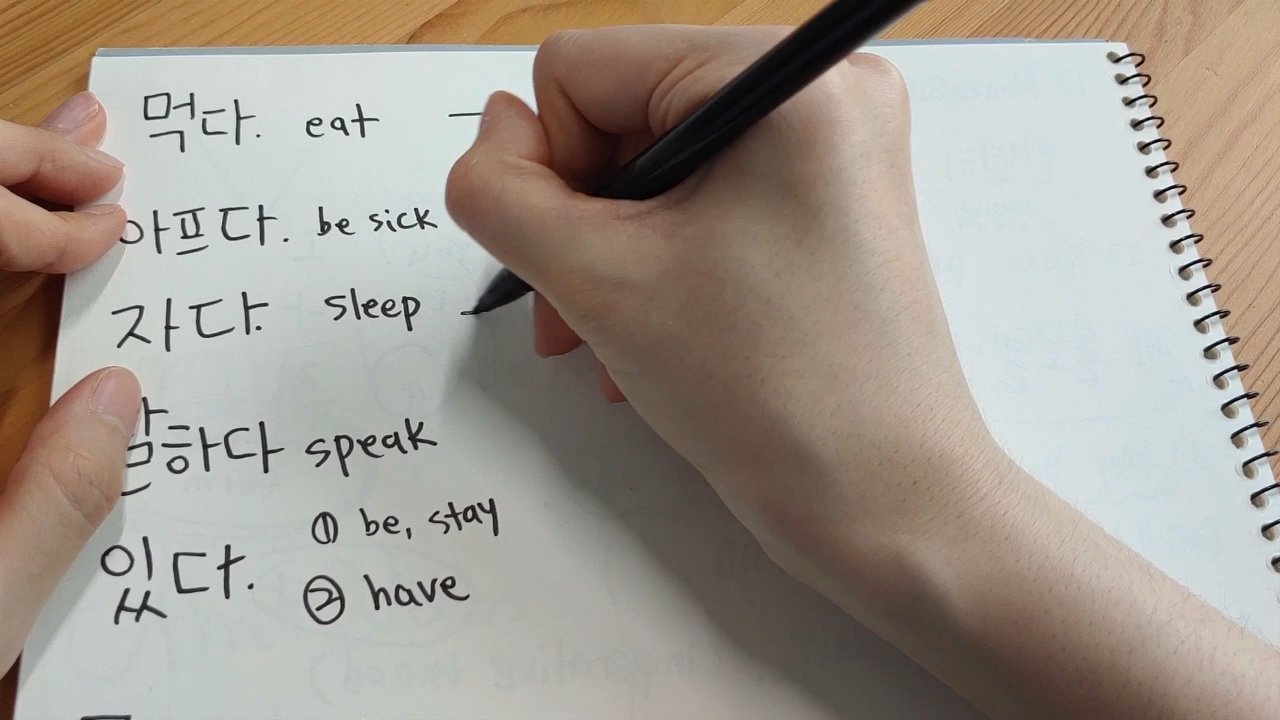 먹다. eat —
아프다. be sick
자다. sleep -
말하다 speak
① be, stay
있다.
② have